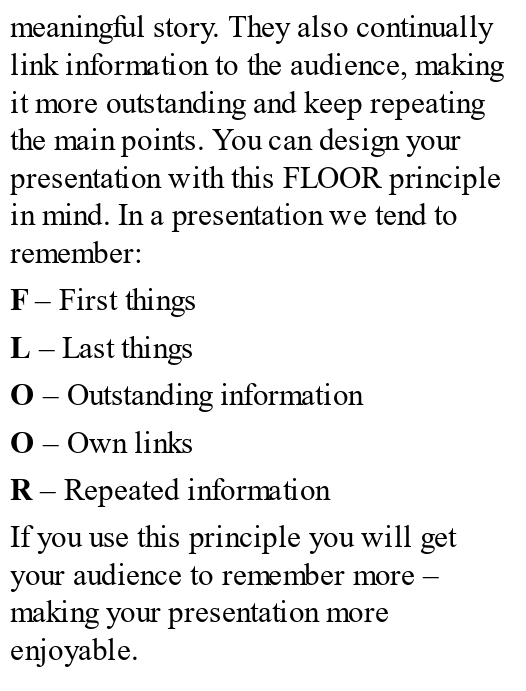 meaningful story. They also continually
link information to the audience, making
it more outstanding and keep repeating
the main points. You can design your
presentation with this FLOOR principle
in mind. In a presentation we tend to
remember:
F – First things
L – Last things
O – Outstanding information
O – Own links
R – Repeated information
If you use this principle you will get
your audience to remember more –
making your presentation more
enjoyable.